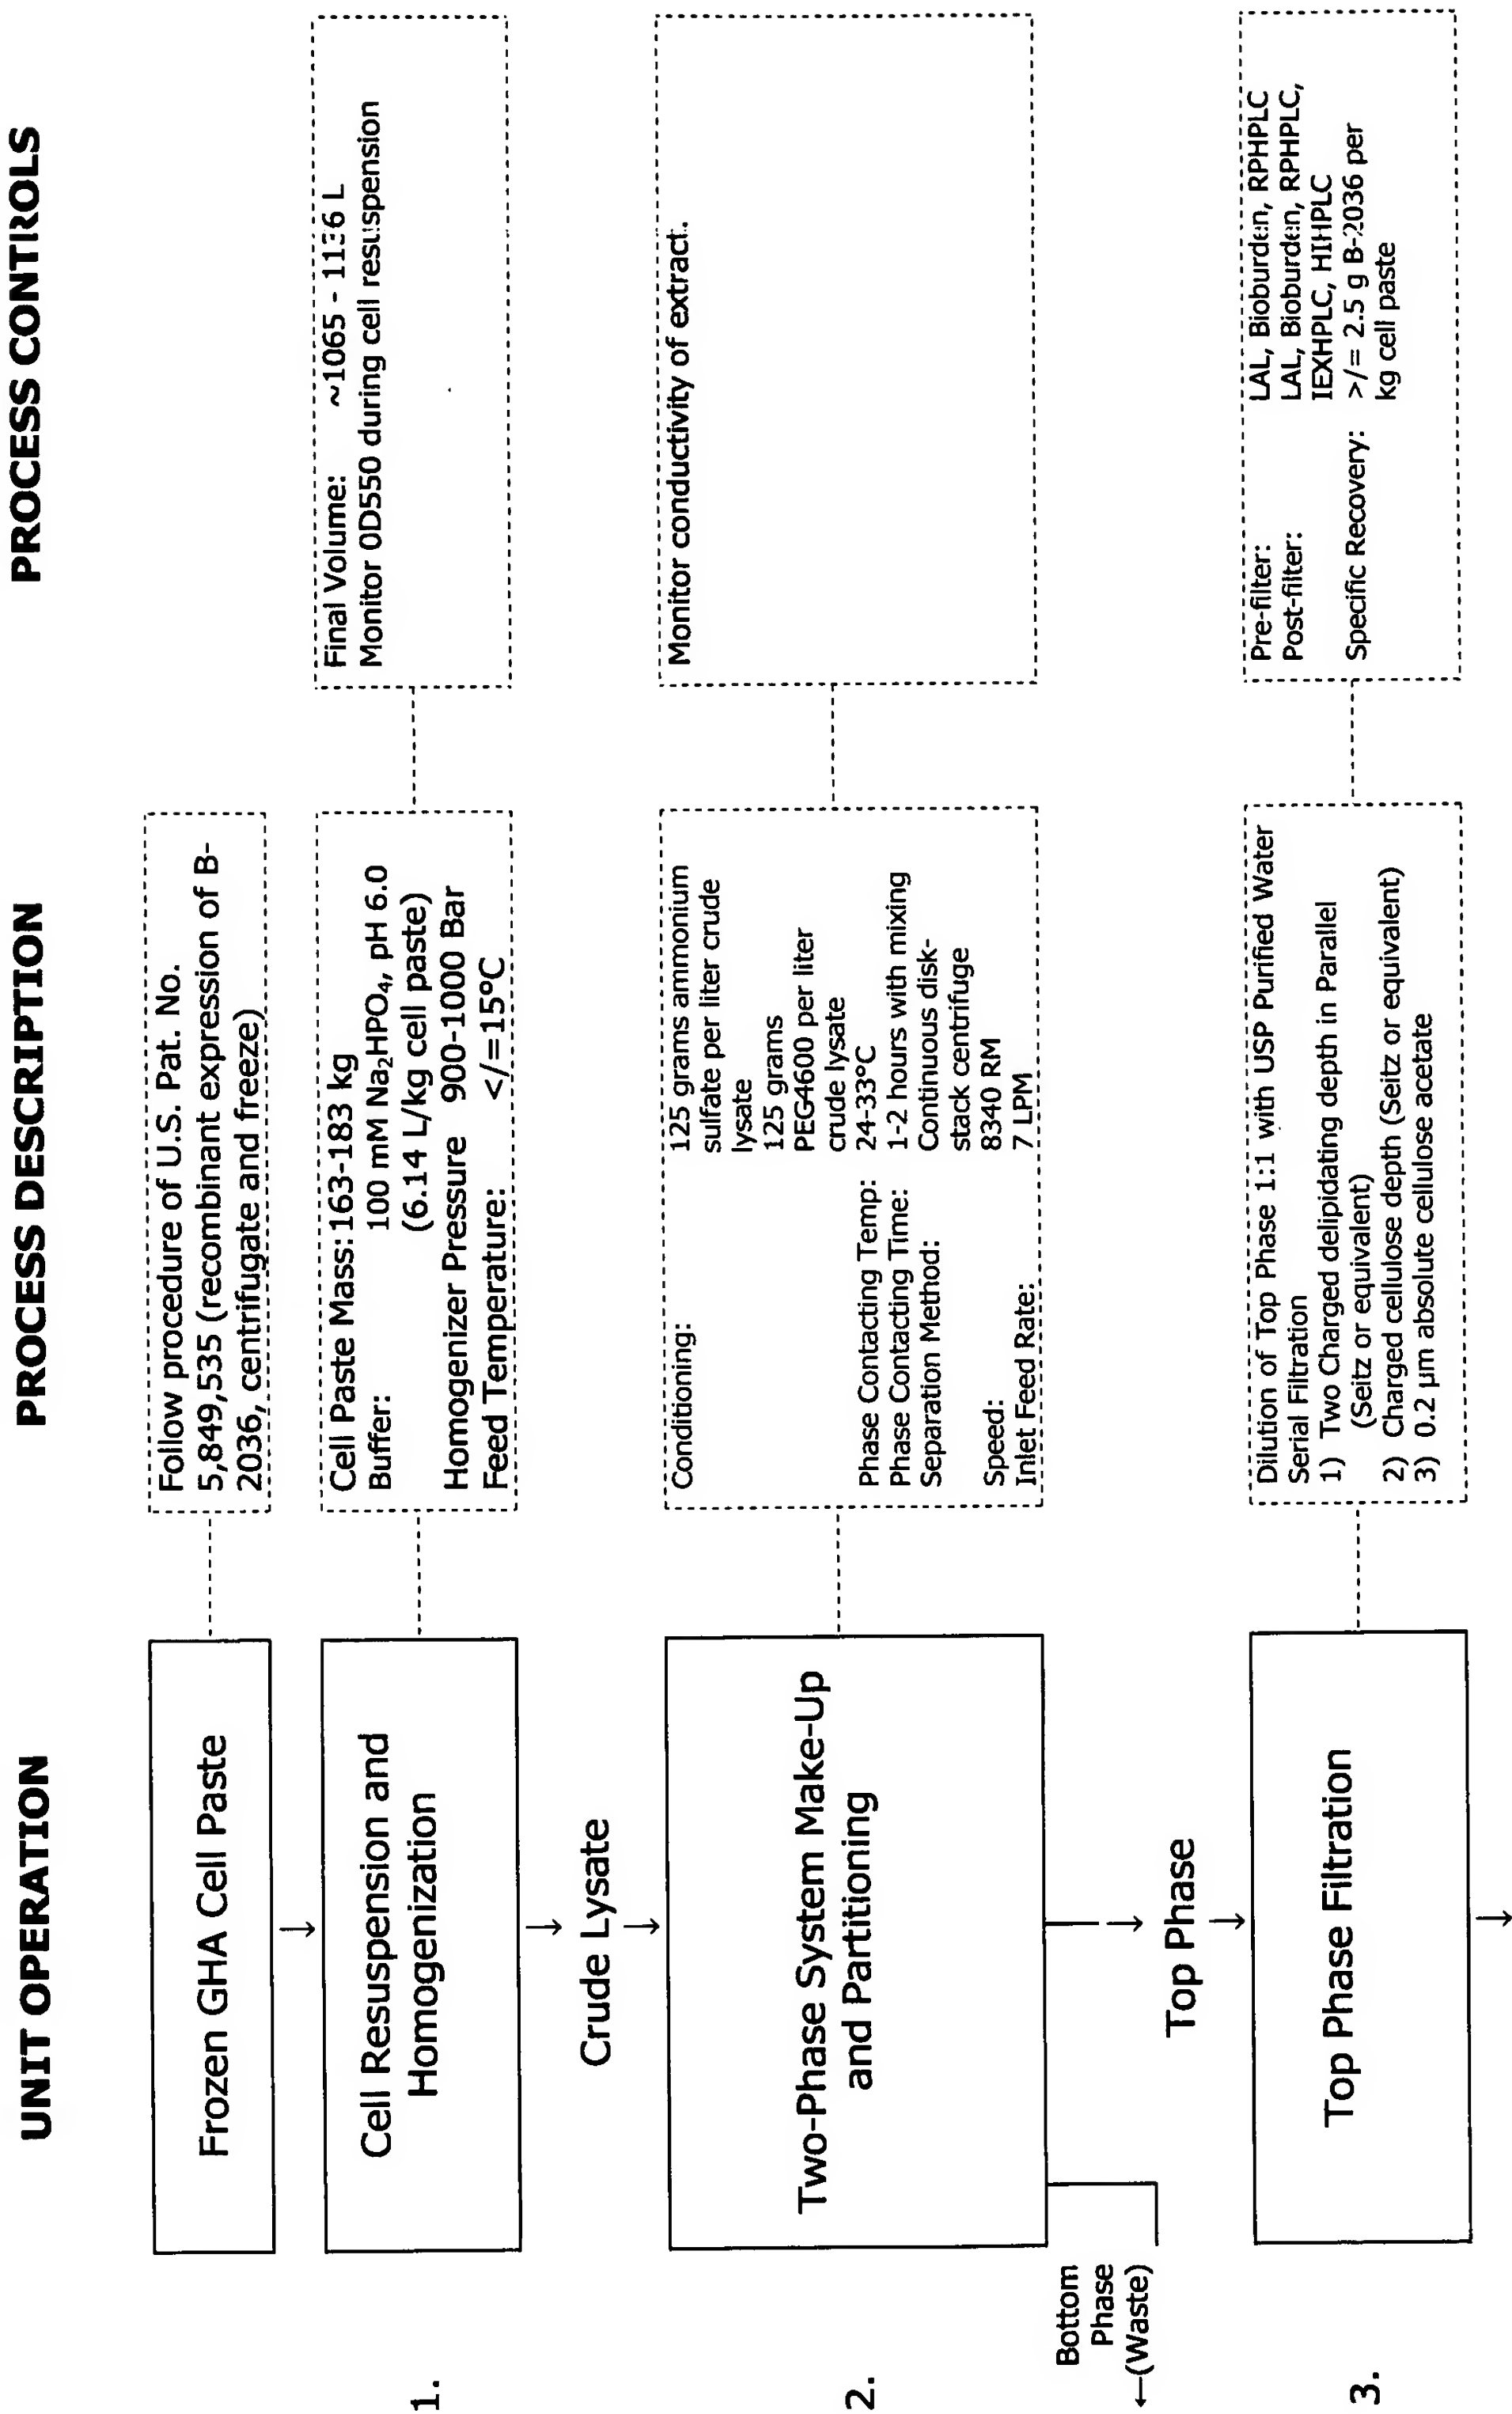 UNIT OPERATION
PROCESS DESCRIPTION
PROCESS CONTROLS
Frozen GHA Cell Paste
Follow procedure of U.S. Pat. No.
5,849,535 (recombinant expression of B-
2036, centrifugate and freeze)
1.
Cell Resuspension and
Homogenization
Cell Paste Mass: 163-183 kg
Buffer: 100 mM Na₂HPO₄, pH 6.0
(6.14 L/kg cell paste)
Homogenizer Pressure 900-1000 Bar
Feed Temperature: </=15°C
Final Volume: ~1065 - 1136 L
Monitor OD550 during cell resuspension
↓
Crude Lysate
↓
2.
Two-Phase System Make-Up
and Partitioning
Conditioning: 125 grams ammonium
sulfate per liter crude
lysate
125 grams
PEG4600 per liter
crude lysate
Phase Contacting Temp: 24-33°C
Phase Contacting Time: 1-2 hours with mixing
Separation Method: Continuous disk-
stack centrifuge
Speed: 8340 RM
Inlet Feed Rate: 7 LPM
Monitor conductivity of extract.
Bottom
Phase
←(Waste)
Top Phase
3.
Top Phase Filtration
Dilution of Top Phase 1:1 with USP Purified Water
Serial Filtration
1) Two Charged delipidating depth in Parallel
(Seitz or equivalent)
2) Charged cellulose depth (Seitz or equivalent)
3) 0.2 µm absolute cellulose acetate
Pre-filter: LAL, Bioburden, RPHPLC
Post-filter: LAL, Bioburden, RPHPLC,
IEXHPLC, HIHPLC
Specific Recovery: >/= 2.5 g B-2036 per
kg cell paste